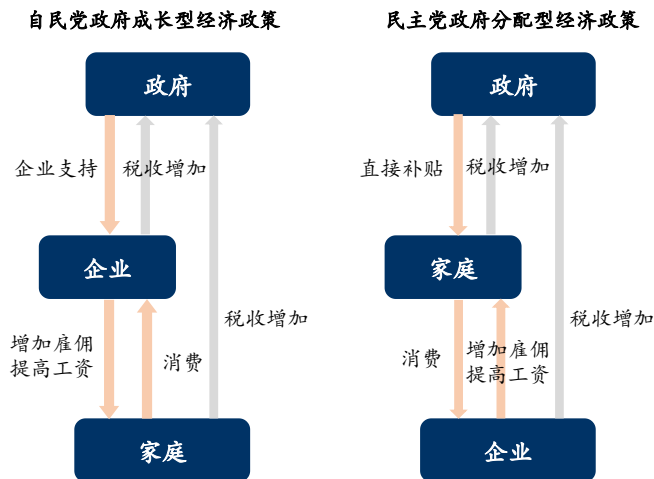 自民党政府成长型经济政策
政府
企业支持
税收增加
企业
增加雇佣
提高工资
消费
税收增加
家庭
民主党政府分配型经济政策
政府
直接补贴
税收增加
家庭
消费
增加雇佣
提高工资
税收增加
企业